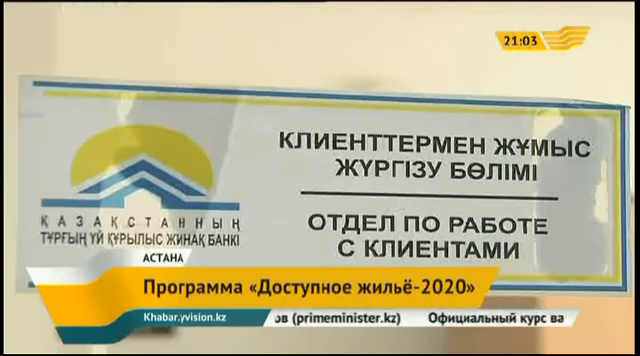 21:03
КЛИЕНТТЕРМЕН ЖҰМЫС
ЖҮРГІЗУ БӨЛІМІ
ОТДЕЛ ПО РАБОТЕ
С КЛИЕНТАМИ
ҚАЗАҚСТАННЫҢ
ТҰРҒЫН ҮЙ ҚҰРЫЛЫС ЖИНАҚ БАНКІ
АСТАНА
Программа «Доступное жильё-2020»
Khabar.yvision.kz
ов (primeminister.kz) Официальный курс ва